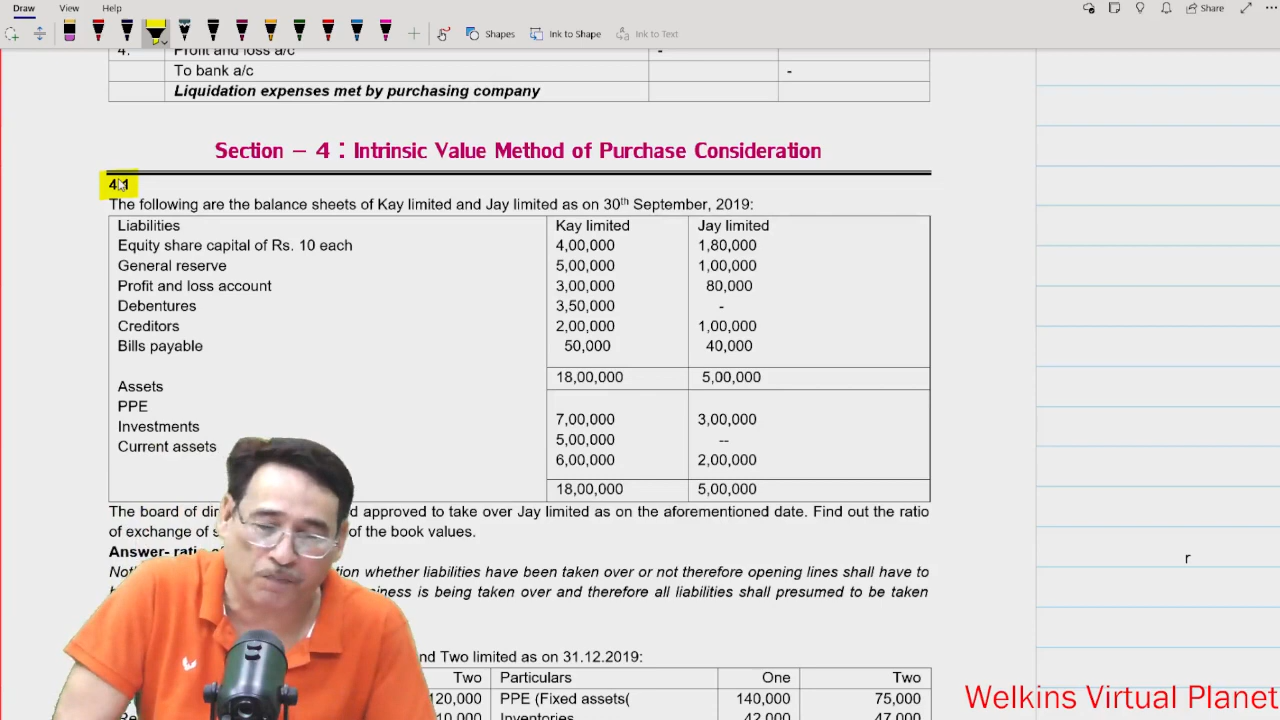 Draw View Help
Share
Shapes Ink to Shape Ink to Text
4. Profit and loss a/c -
To bank a/c -
Liquidation expenses met by purchasing company
Section – 4 : Intrinsic Value Method of Purchase Consideration
4.1
The following are the balance sheets of Kay limited and Jay limited as on 30th September, 2019:
Liabilities Kay limited Jay limited
Equity share capital of Rs. 10 each 4,00,000 1,80,000
General reserve 5,00,000 1,00,000
Profit and loss account 3,00,000 80,000
Debentures 3,50,000 -
Creditors 2,00,000 1,00,000
Bills payable 50,000 40,000
18,00,000 5,00,000
Assets
PPE 7,00,000 3,00,000
Investments 5,00,000 --
Current assets 6,00,000 2,00,000
18,00,000 5,00,000
The board of approved to take over Jay limited as on the aforementioned date. Find out the ratio
of exchange of of the book values.
Answer- ratio
whether liabilities have been taken over or not therefore opening lines shall have to
is being taken over and therefore all liabilities shall presumed to be taken
r
Two limited as on 31.12.2019:
Two Particulars One Two
120,000 PPE (Fixed assets( 140,000 75,000
Inventories 42,000 47,000
Welkins Virtual Planet